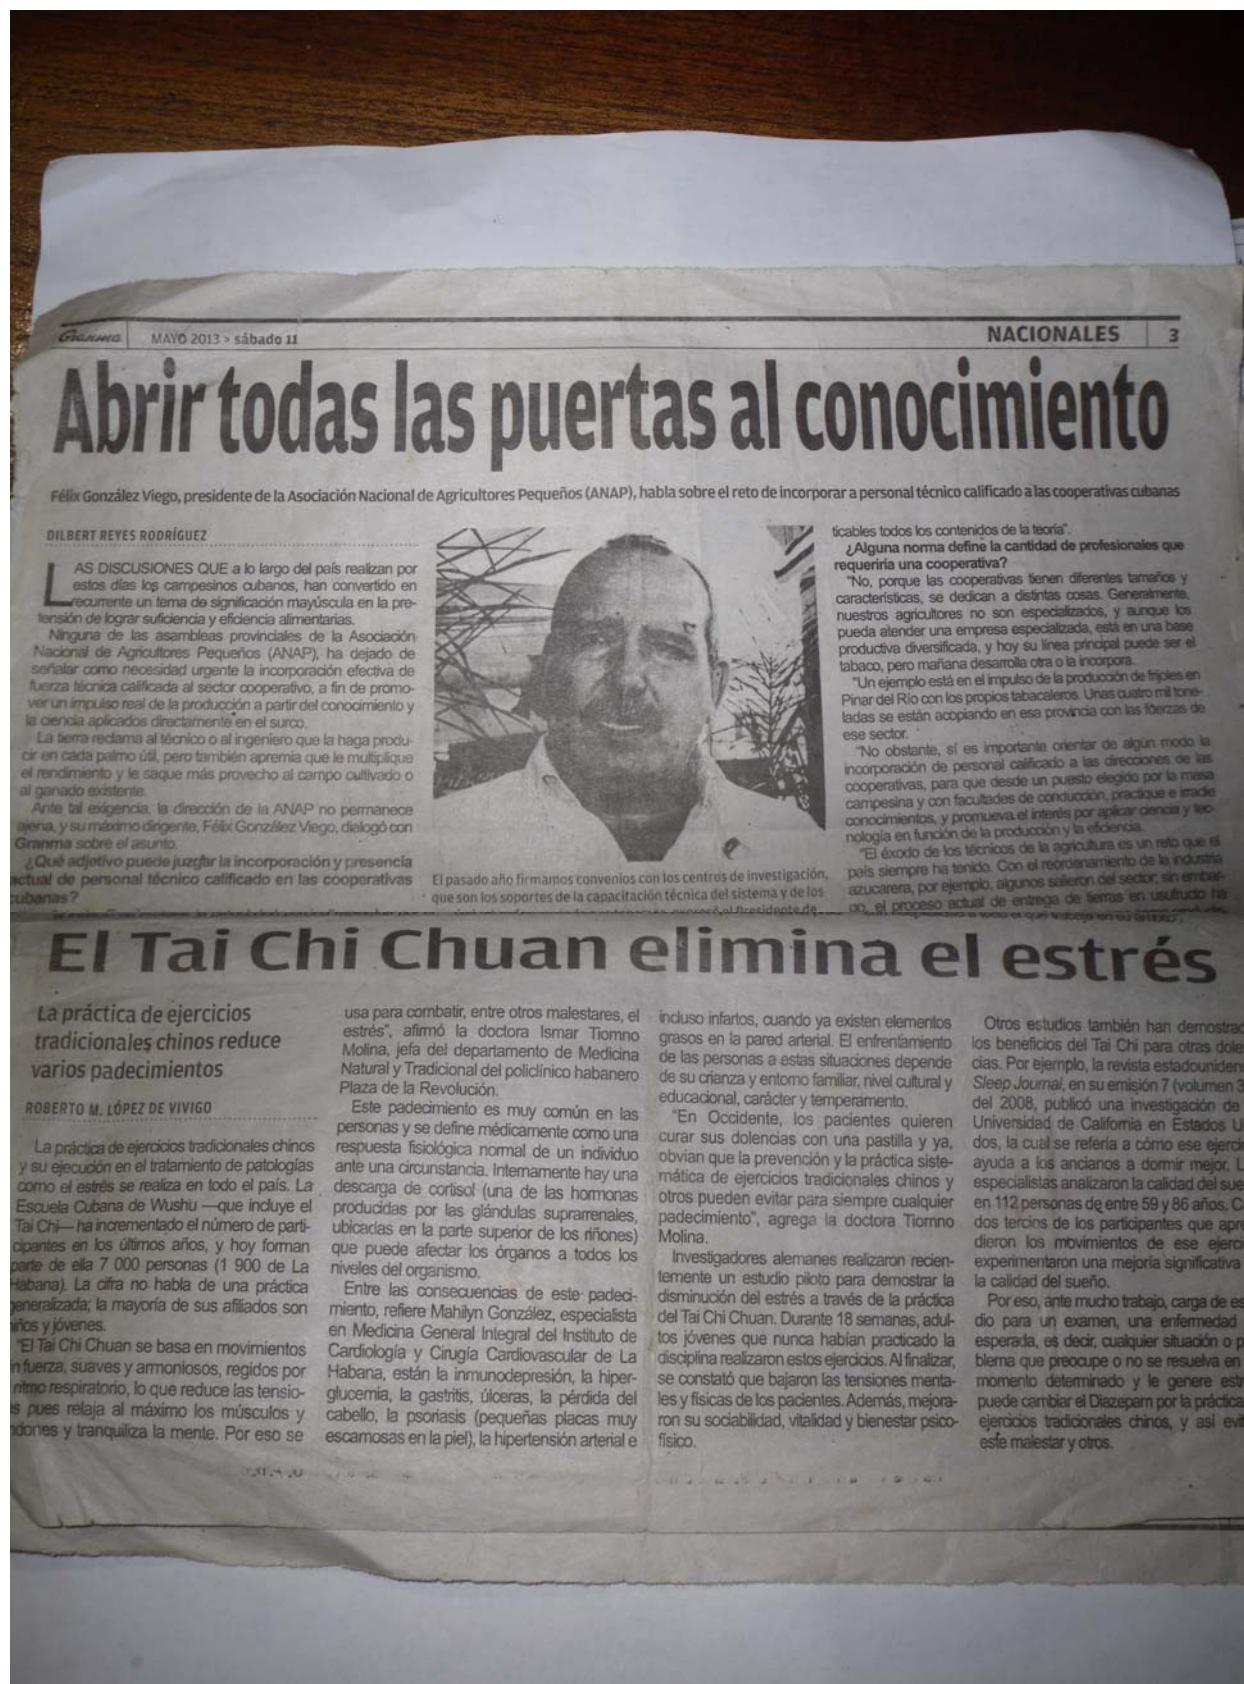 Granma
MAYO 2013 > sábado 11
NACIONALES
3
Abrir todas las puertas al conocimiento
Félix González Viego, presidente de la Asociación Nacional de Agricultores Pequeños (ANAP), habla sobre el reto de incorporar a personal técnico calificado a las cooperativas cubanas
DILBERT REYES RODRÍGUEZ
LAS DISCUSIONES QUE a lo largo del país realizan por
estos días los campesinos cubanos, han convertido en
recurrente un tema de significación mayúscula en la pre-
tensión de lograr suficiencia y eficiencia alimentarias.
Ninguna de las asambleas provinciales de la Asociación
Nacional de Agricultores Pequeños (ANAP), ha dejado de
señalar como necesidad urgente la incorporación efectiva de
fuerza técnica calificada al sector cooperativo, a fin de promo-
ver un impulso real de la producción a partir del conocimiento y
la ciencia aplicados directamente en el surco.
La tierra reclama al técnico o al ingeniero que la haga produ-
cir en cada palmo útil, pero también apremia que le multiplique
el rendimiento y le saque más provecho al campo cultivado o
al ganado existente.
Ante tal exigencia, la dirección de la ANAP no permanece
ajena, y su máximo dirigente, Félix González Viego, dialogó con
Granma sobre el asunto.
¿Qué adjetivo puede juzgar la incorporación y presencia
actual de personal técnico calificado en las cooperativas
cubanas?
El pasado año firmamos convenios con los centros de investigación,
que son los soportes de la capacitación técnica del sistema y de los
ticables todos los contenidos de la teoría".
¿Alguna norma define la cantidad de profesionales que
requeriría una cooperativa?
"No, porque las cooperativas tienen diferentes tamaños y
características, se dedican a distintas cosas. Generalmente,
nuestros agricultores no son especializados, y aunque los
pueda atender una empresa especializada, está en una base
productiva diversificada, y hoy su línea principal puede ser el
tabaco, pero mañana desarrolla otra o la incorpora.
"Un ejemplo está en el impulso de la producción de frijoles en
Pinar del Río con los propios tabacaleros. Unas cuatro mil tone-
ladas se están acopiando en esa provincia con las fuerzas de
ese sector.
"No obstante, sí es importante orientar de algún modo la
incorporación de personal calificado a las direcciones de las
cooperativas, para que desde un puesto elegido por la masa
campesina y con facultades de conducción, practique e irradie
conocimientos, y promueva el interés por aplicar ciencia y tec-
nología en función de la producción y la eficiencia.
"El éxodo de los técnicos de la agricultura es un reto que el
país siempre ha tenido. Con el reordenamiento de la industria
azucarera, por ejemplo, algunos salieron del sector; sin embar-
go, el proceso actual de entrega de tierras en usufructo ha
El Tai Chi Chuan elimina el estrés
La práctica de ejercicios
tradicionales chinos reduce
varios padecimientos
ROBERTO M. LÓPEZ DE VIVIGO
La práctica de ejercicios tradicionales chinos
y su ejecución en el tratamiento de patologías
como el estrés se realiza en todo el país. La
Escuela Cubana de Wushu —que incluye el
Tai Chi— ha incrementado el número de parti-
cipantes en los últimos años, y hoy forman
parte de ella 7 000 personas (1 900 de La
Habana). La cifra no habla de una práctica
generalizada; la mayoría de sus afiliados son
niños y jóvenes.
"El Tai Chi Chuan se basa en movimientos
n fuerza, suaves y armoniosos, regidos por
ritmo respiratorio, lo que reduce las tensio-
s pues relaja al máximo los músculos y
ndones y tranquiliza la mente. Por eso se
usa para combatir, entre otros malestares, el
estrés", afirmó la doctora Ismar Tiomno
Molina, jefa del departamento de Medicina
Natural y Tradicional del policlínico habanero
Plaza de la Revolución.
Este padecimiento es muy común en las
personas y se define médicamente como una
respuesta fisiológica normal de un individuo
ante una circunstancia. Internamente hay una
descarga de cortisol (una de las hormonas
producidas por las glándulas suprarrenales,
ubicadas en la parte superior de los riñones)
que puede afectar los órganos a todos los
niveles del organismo.
Entre las consecuencias de este padeci-
miento, refiere Mahilyn González, especialista
en Medicina General Integral del Instituto de
Cardiología y Cirugía Cardiovascular de La
Habana, están la inmunodepresión, la hiper-
glucemia, la gastritis, úlceras, la pérdida del
cabello, la psoriasis (pequeñas placas muy
escamosas en la piel), la hipertensión arterial e
incluso infartos, cuando ya existen elementos
grasos en la pared arterial. El enfrentamiento
de las personas a estas situaciones depende
de su crianza y entorno familiar, nivel cultural y
educacional, carácter y temperamento.
"En Occidente, los pacientes quieren
curar sus dolencias con una pastilla y ya,
obvian que la prevención y la práctica siste-
mática de ejercicios tradicionales chinos y
otros pueden evitar para siempre cualquier
padecimiento", agrega la doctora Tiomno
Molina.
Investigadores alemanes realizaron recien-
temente un estudio piloto para demostrar la
disminución del estrés a través de la práctica
del Tai Chi Chuan. Durante 18 semanas, adul-
tos jóvenes que nunca habían practicado la
disciplina realizaron estos ejercicios. Al finalizar,
se constató que bajaron las tensiones menta-
les y físicas de los pacientes. Además, mejora-
ron su sociabilidad, vitalidad y bienestar psico-
físico.
Otros estudios también han demostrad
los beneficios del Tai Chi para otras dole
cias. Por ejemplo, la revista estadouniden
Sleep Journal, en su emisión 7 (volumen 3
del 2008, publicó una investigación de
Universidad de California en Estados U
dos, la cual se refería a cómo ese ejerci
ayuda a los ancianos a dormir mejor. L
especialistas analizaron la calidad del sue
en 112 personas de entre 59 y 86 años. C
dos tercios de los participantes que apre
dieron los movimientos de ese ejerci
experimentaron una mejoría significativa
la calidad del sueño.
Por eso, ante mucho trabajo, carga de es
dio para un examen, una enfermedad
esperada, es decir, cualquier situación o p
blema que preocupe o no se resuelva en
momento determinado y le genere estr
puede cambiar el Diazepam por la práctica
ejercicios tradicionales chinos, y así evi
este malestar y otros.